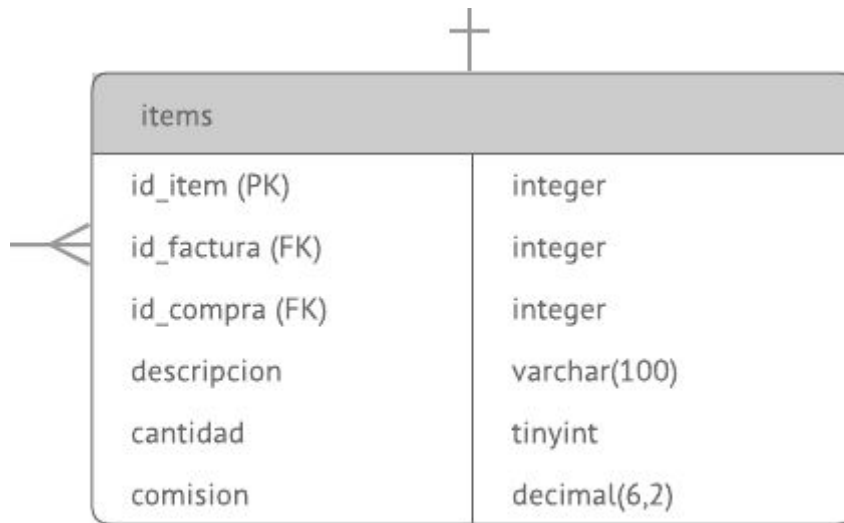 items
id_item (PK) integer
id_factura (FK) integer
id_compra (FK) integer
descripcion varchar(100)
cantidad tinyint
comision decimal(6,2)